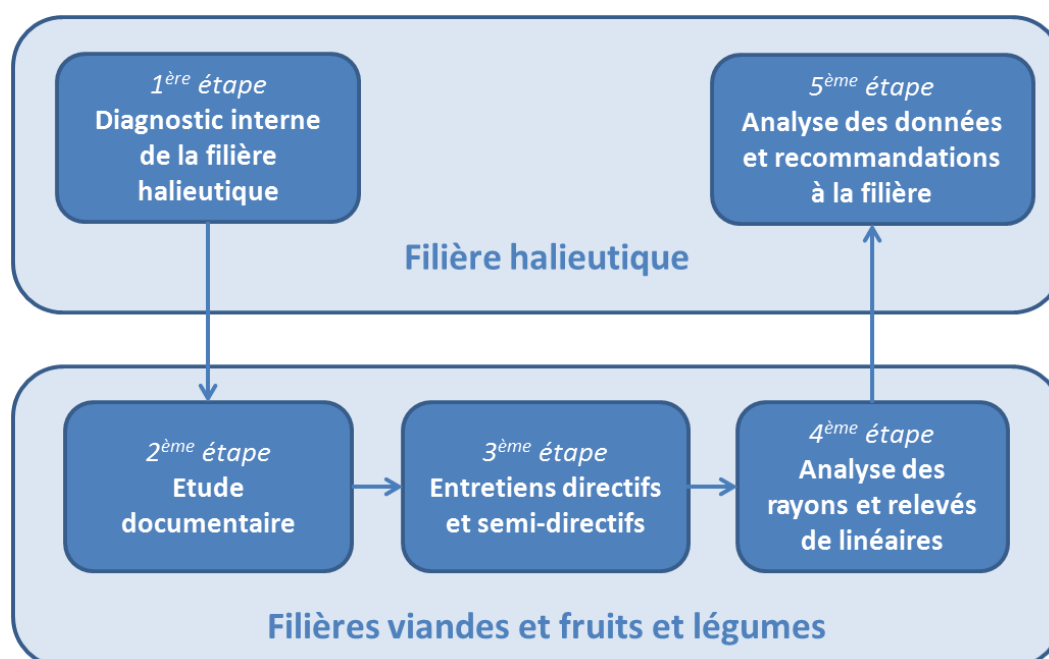 1ère étape
Diagnostic interne
de la filière
halieutique
5ème étape
Analyse des données
et recommandations
à la filière
Filière halieutique
2ème étape
Etude
documentaire
3ème étape
Entretiens directifs
et semi-directifs
4ème étape
Analyse des
rayons et relevés
de linéaires
Filières viandes et fruits et légumes